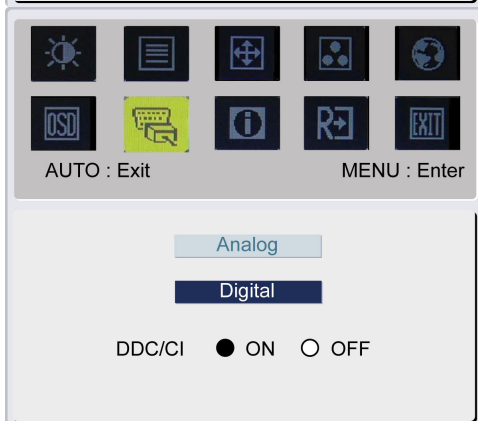 OSD
R
EXIT
AUTO : Exit
MENU : Enter
Analog
Digital
DDC/CI ON OFF